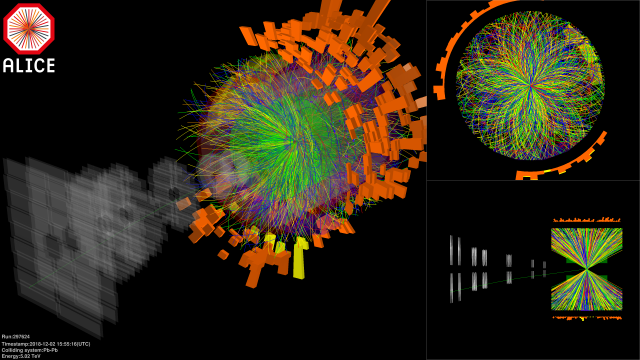 ALICE
Run:297624
Timestamp:2018-12-02 15:55:16(UTC)
Colliding system:Pb-Pb
Energy:5.02 TeV